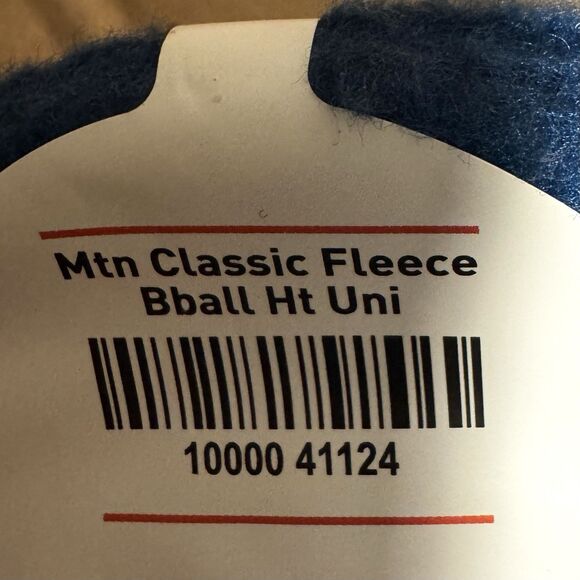 Mtn Classic Fleece
Bball Ht Uni
10000 41124